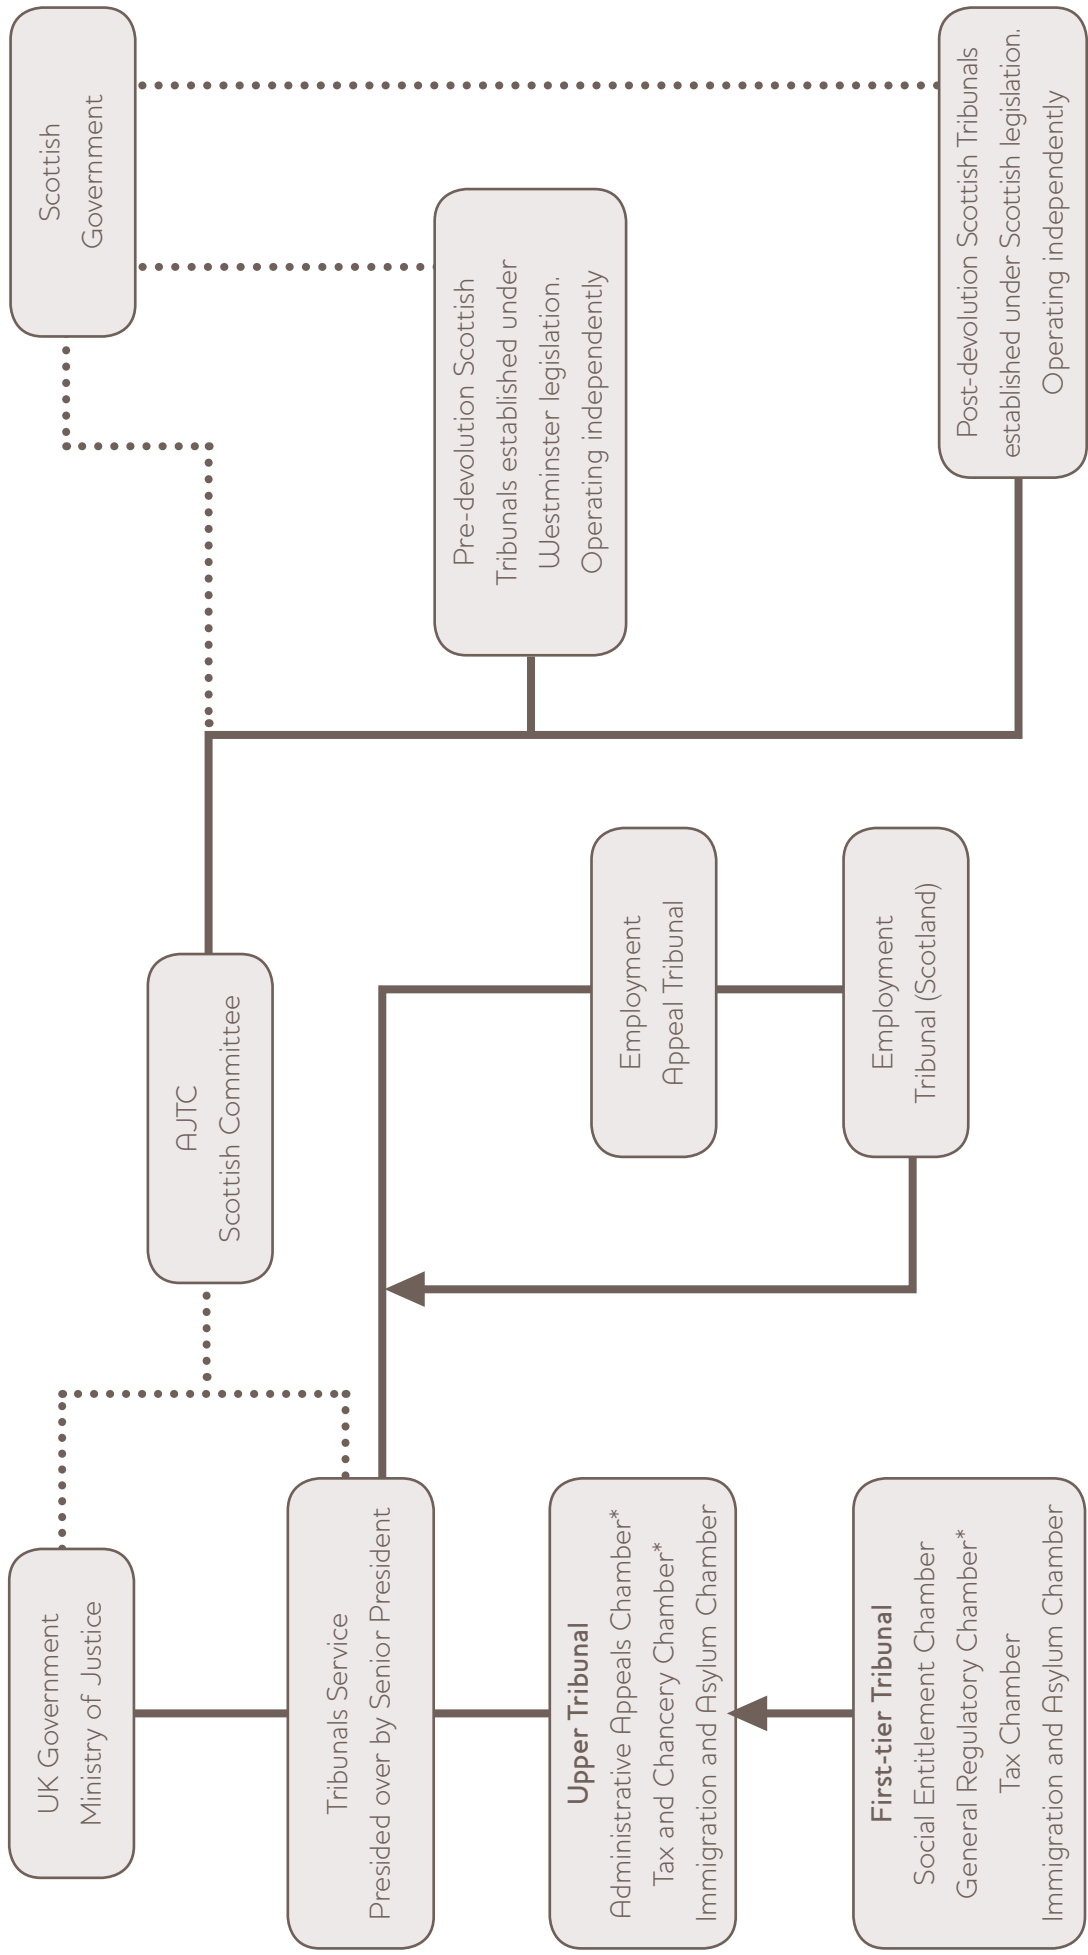 UK Government
Ministry of Justice
Scottish
Government
AJTC
Scottish Committee
Tribunals Service
Presided over by Senior President
Pre-devolution Scottish
Tribunals established under
Westminster legislation.
Operating independently
Upper Tribunal
Administrative Appeals Chamber*
Tax and Chancery Chamber*
Immigration and Asylum Chamber
Employment
Appeal Tribunal
First-tier Tribunal
Social Entitlement Chamber
General Regulatory Chamber*
Tax Chamber
Immigration and Asylum Chamber
Employment
Tribunal (Scotland)
Post-devolution Scottish Tribunals
established under Scottish legislation.
Operating independently